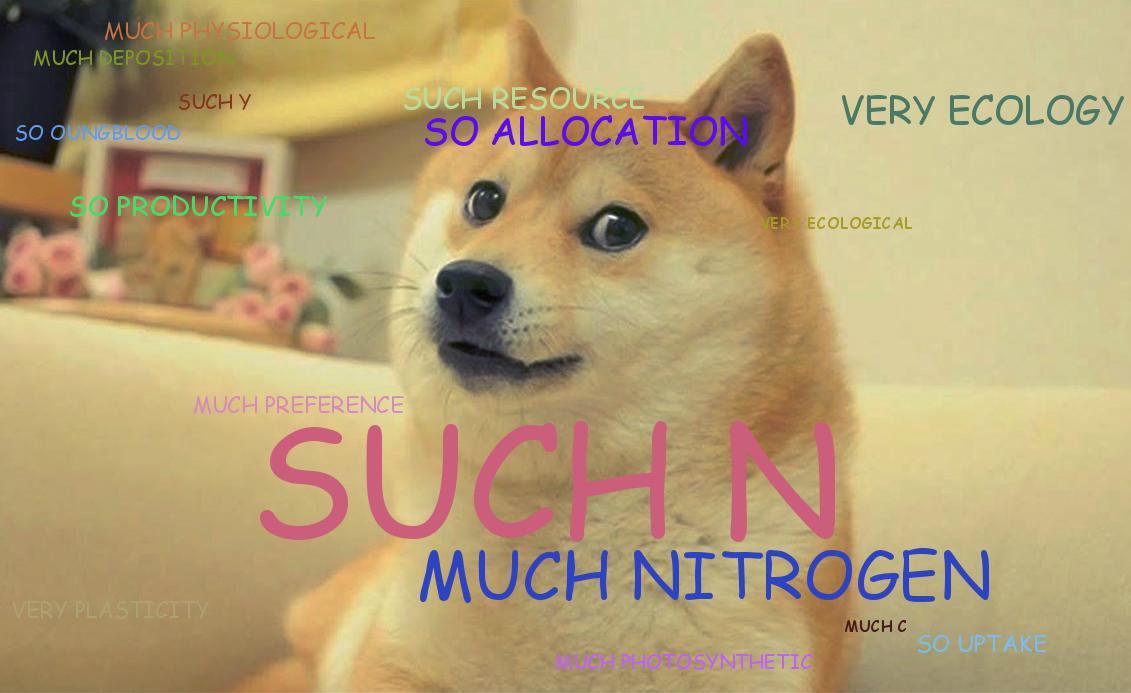 MUCH PHYSIOLOGICAL
MUCH DEPOSITION
SUCH Y
SUCH RESOURCE
VERY ECOLOGY
SO OUNGBLOOD
SO ALLOCATION
SO PRODUCTIVITY
VERY ECOLOGICAL
MUCH PREFERENCE
SUCH N
MUCH NITROGEN
VERY PLASTICITY
MUCH C
SO UPTAKE
MUCH PHOTOSYNTHETIC